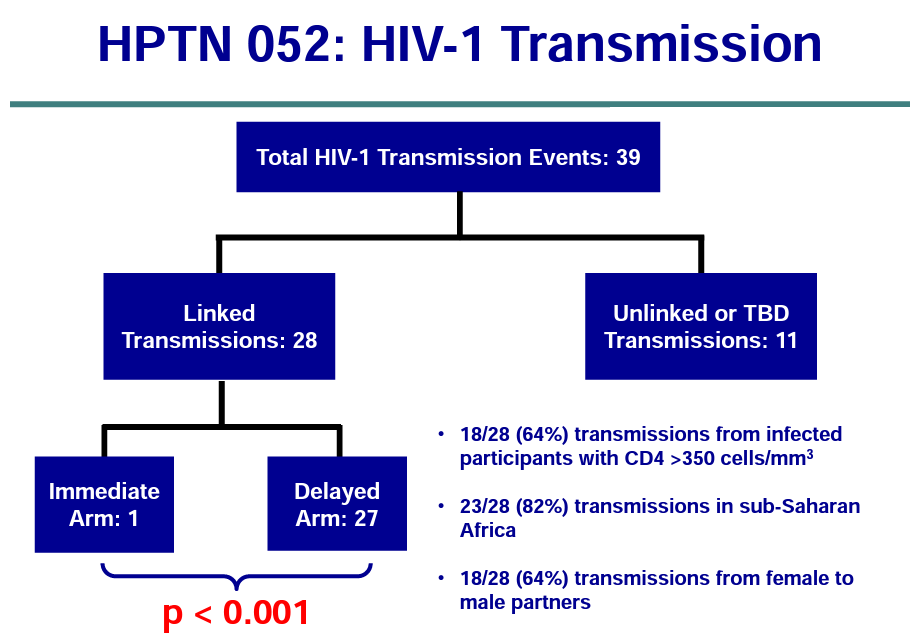 HPTN 052: HIV-1 Transmission
Total HIV-1 Transmission Events: 39
Linked
Transmissions: 28
Unlinked or TBD
Transmissions: 11
Immediate
Arm: 1
Delayed
Arm: 27
p < 0.001
• 18/28 (64%) transmissions from infected
participants with CD4 >350 cells/mm³
• 23/28 (82%) transmissions in sub-Saharan
Africa
• 18/28 (64%) transmissions from female to
male partners